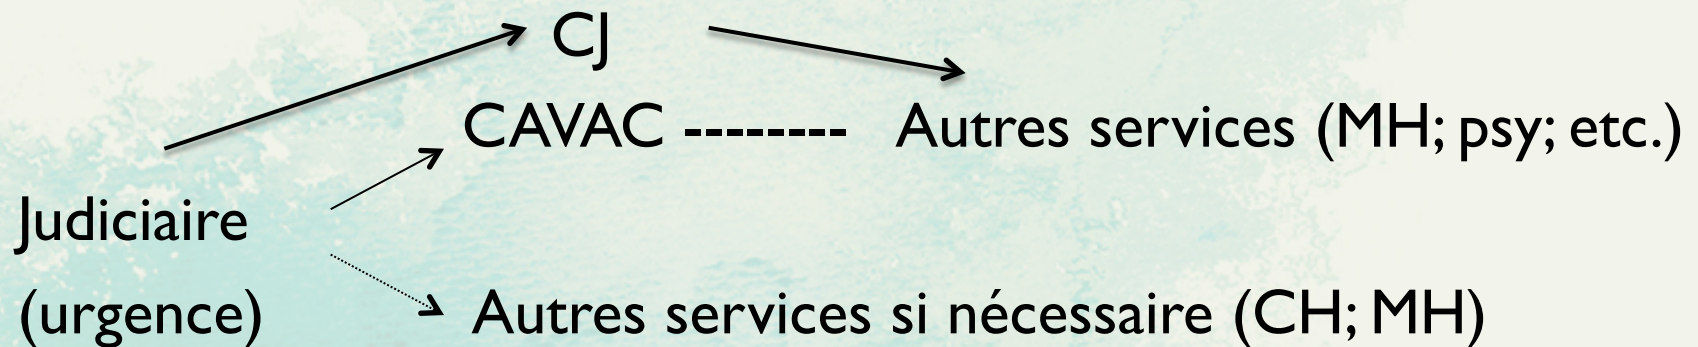 CJ
CAVAC -------- Autres services (MH; psy; etc.)
Judiciaire
(urgence) Autres services si nécessaire (CH; MH)